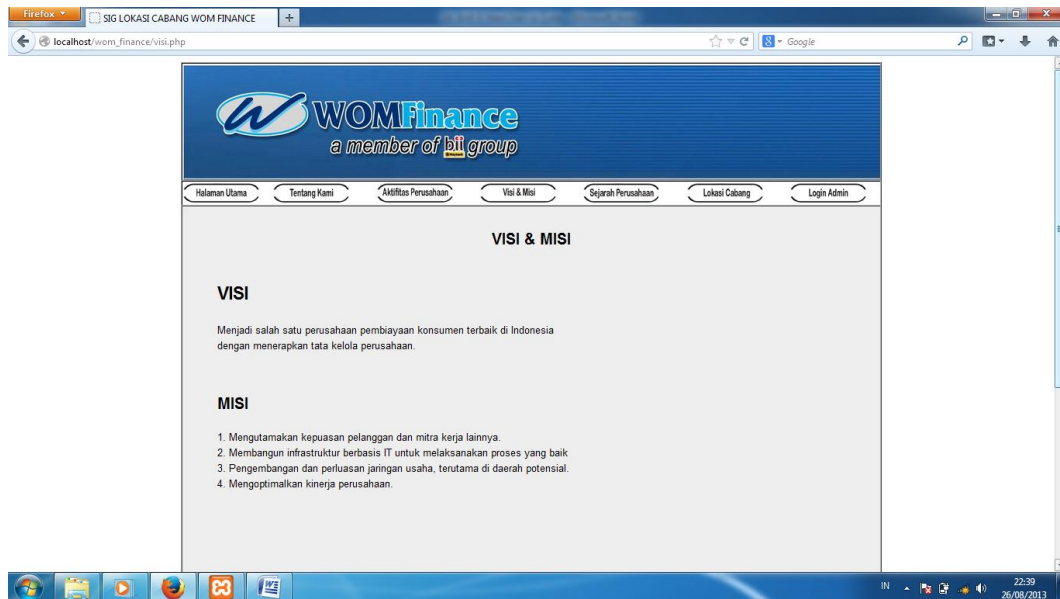 Firefox
SIG LOKASI CABANG WOM FINANCE
localhost/wom_finance/visi.php
Google
WOMFinance
a member of bii group
Halaman Utama Tentang Kami Aktifitas Perusahaan Visi & Misi Sejarah Perusahaan Lokasi Cabang Login Admin
VISI & MISI
VISI
Menjadi salah satu perusahaan pembiayaan konsumen terbaik di Indonesia
dengan menerapkan tata kelola perusahaan.
MISI
1. Mengutamakan kepuasan pelanggan dan mitra kerja lainnya.
2. Membangun infrastruktur berbasis IT untuk melaksanakan proses yang baik
3. Pengembangan dan perluasan jaringan usaha, terutama di daerah potensial.
4. Mengoptimalkan kinerja perusahaan.
IN
22:39
26/08/2013